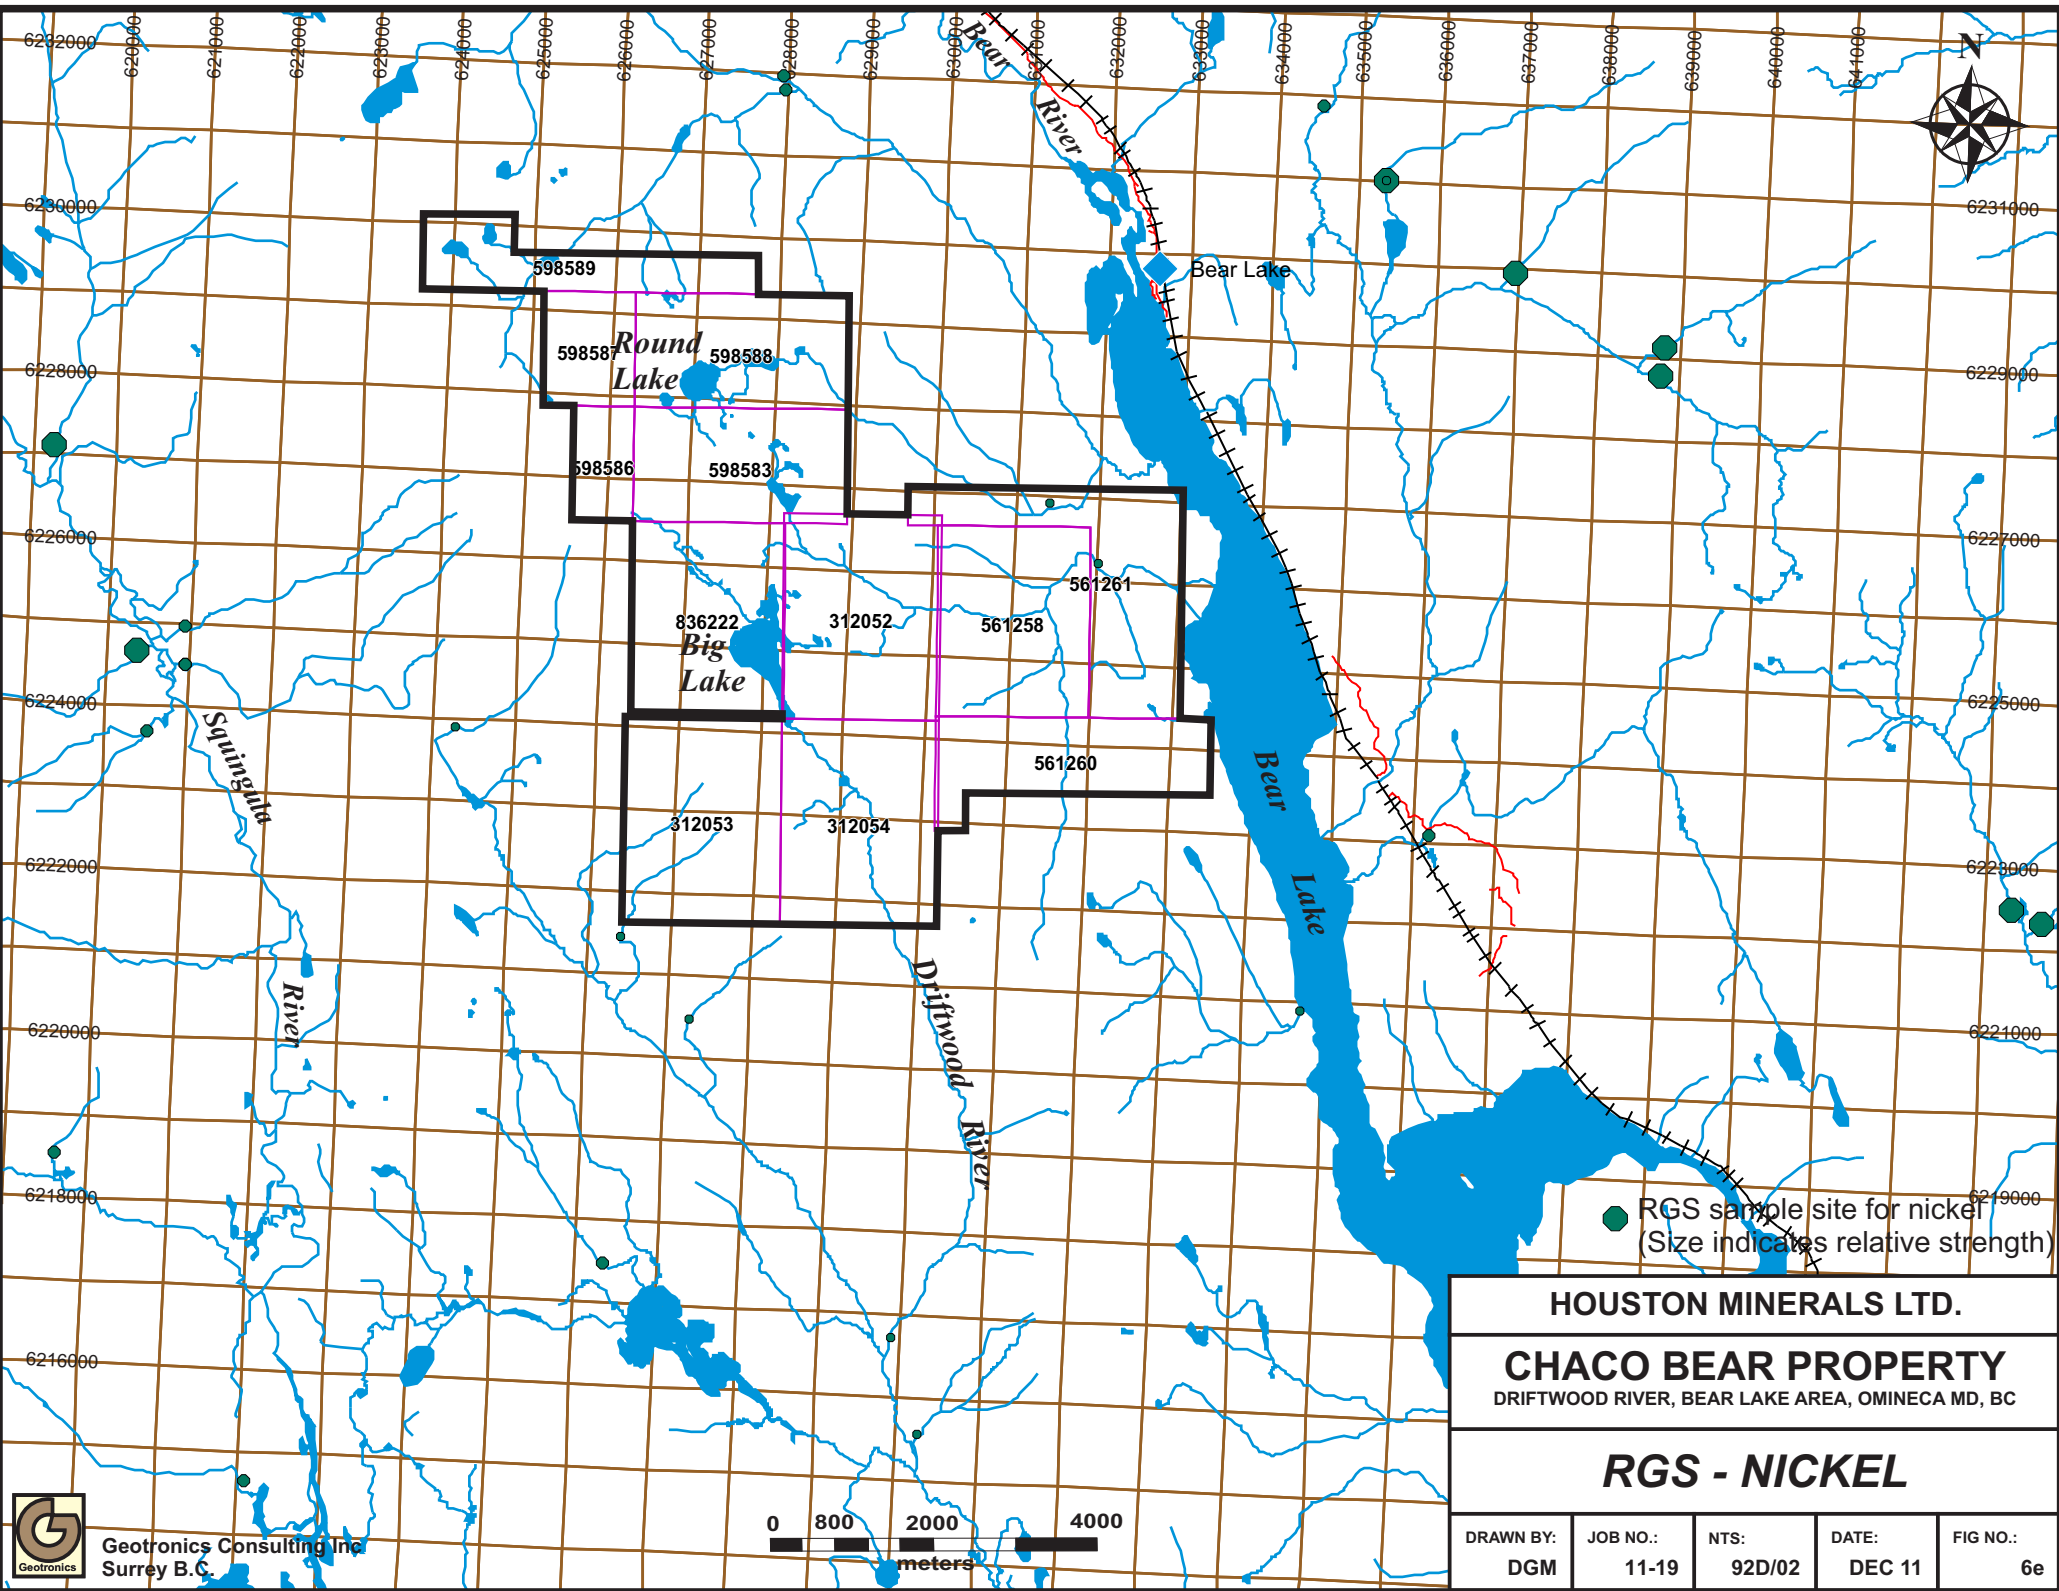 620000
621000
622000
623000
624000
625000
626000
627000
628000
629000
630000
631000
632000
633000
634000
635000
636000
637000
638000
639000
640000
641000
N
6232000
6230000
6228000
6226000
6224000
6222000
6220000
6218000
6216000
6231000
6229000
6227000
6225000
6223000
6221000
6219000
Bear
River
Bear Lake
598589
598587
Round
Lake
598588
598586
598583
836222
Big
Lake
312052
561258
561261
561260
312053
312054
Squingula
River
Driftwood
River
Bear
Lake
RGS sample site for nickel
(Size indicates relative strength)
HOUSTON MINERALS LTD.
CHACO BEAR PROPERTY
DRIFTWOOD RIVER, BEAR LAKE AREA, OMINECA MD, BC
RGS - NICKEL
DRAWN BY:
DGM
JOB NO.:
11-19
NTS:
92D/02
DATE:
DEC 11
FIG NO.:
6e
0 800 2000 4000
meters
G
Geotronics
Geotronics Consulting Inc
Surrey B.C.